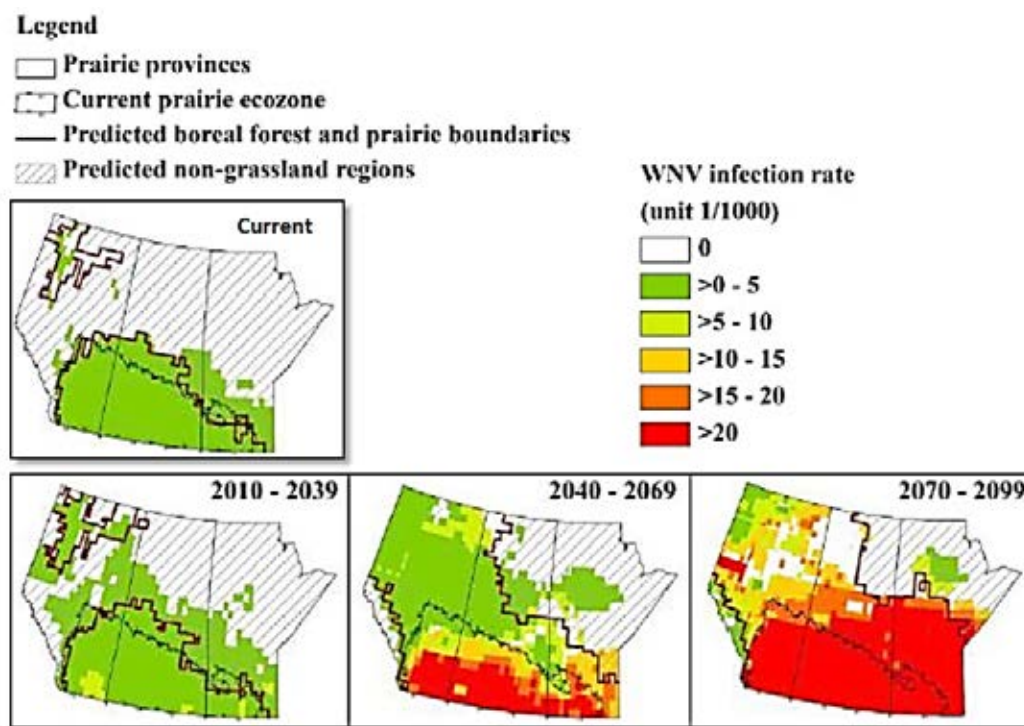 Legend
Prairie provinces
Current prairie ecozone
Predicted boreal forest and prairie boundaries
Predicted non-grassland regions
WNV infection rate
(unit 1/1000)
0
>0 - 5
>5 - 10
>10 - 15
>15 - 20
>20
Current
2010 - 2039
2040 - 2069
2070 - 2099